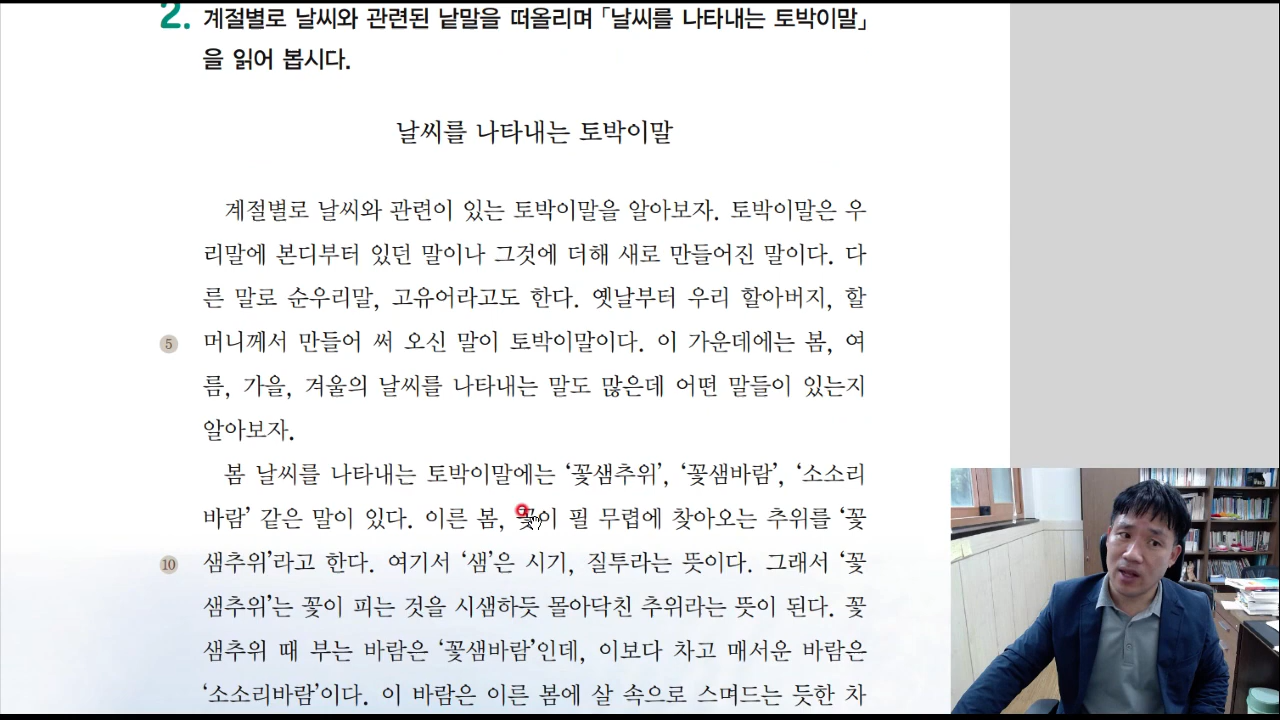 2. 계절별로 날씨와 관련된 낱말을 떠올리며 「날씨를 나타내는 토박이말」
을 읽어 봅시다.
날씨를 나타내는 토박이말
계절별로 날씨와 관련이 있는 토박이말을 알아보자. 토박이말은 우
리말에 본디부터 있던 말이나 그것에 더해 새로 만들어진 말이다. 다
른 말로 순우리말, 고유어라고도 한다. 옛날부터 우리 할아버지, 할
5 머니께서 만들어 써 오신 말이 토박이말이다. 이 가운데에는 봄, 여
름, 가을, 겨울의 날씨를 나타내는 말도 많은데 어떤 말들이 있는지
알아보자.
봄 날씨를 나타내는 토박이말에는 ‘꽃샘추위’, ‘꽃샘바람’, ‘소소리
바람’ 같은 말이 있다. 이른 봄, 꽃이 필 무렵에 찾아오는 추위를 ‘꽃
10 샘추위’라고 한다. 여기서 ‘샘’은 시기, 질투라는 뜻이다. 그래서 ‘꽃
샘추위’는 꽃이 피는 것을 시샘하듯 몰아닥친 추위라는 뜻이 된다. 꽃
샘추위 때 부는 바람은 ‘꽃샘바람’인데, 이보다 차고 매서운 바람은
‘소소리바람’이다. 이 바람은 이른 봄에 살 속으로 스며드는 듯한 차